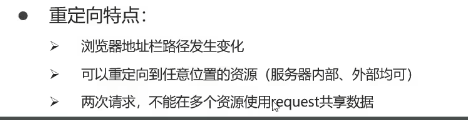 ● 重定向特点：
➢ 浏览器地址栏路径发生变化
➢ 可以重定向到任意位置的资源（服务器内部、外部均可）
➢ 两次请求，不能在多个资源使用request共享数据